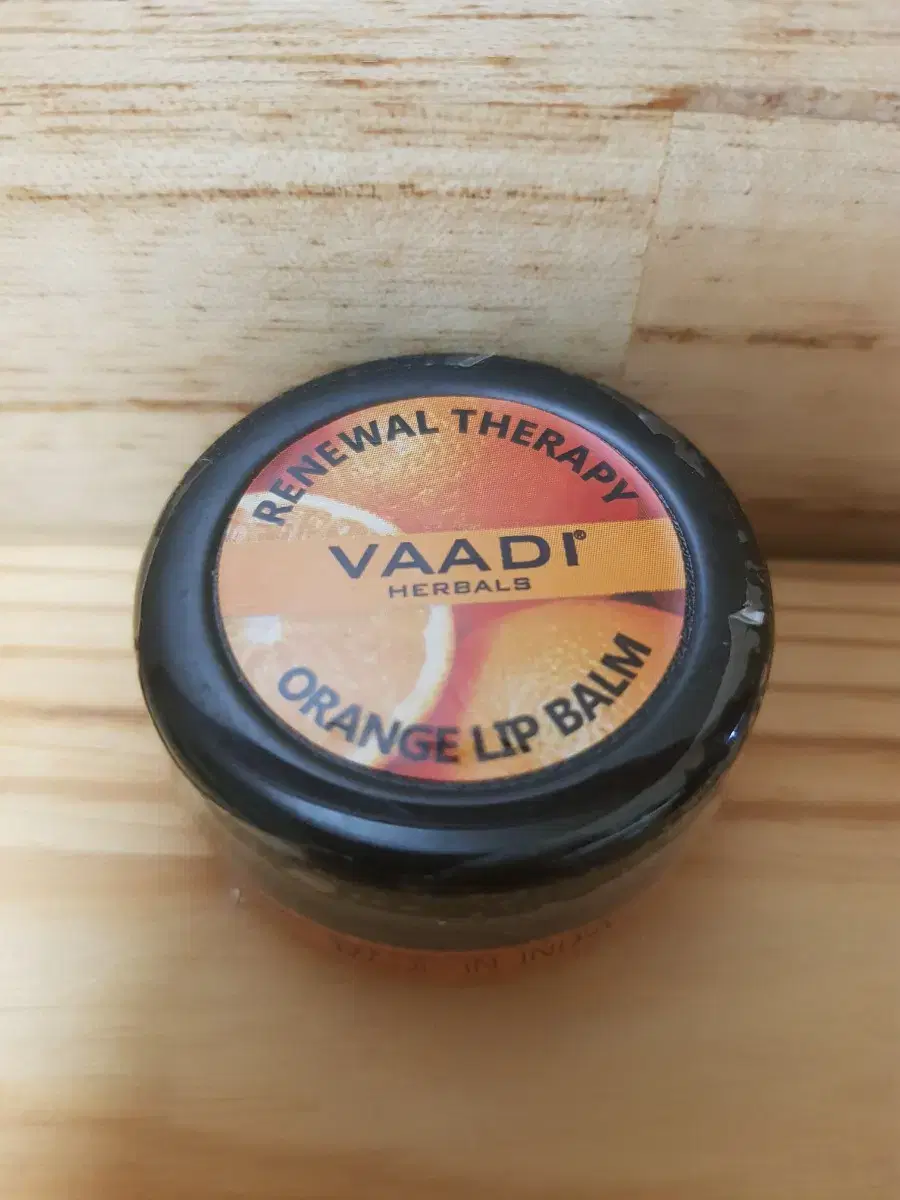 RENEWAL THERAPY
VAADI®
HERBALS
ORANGE LIP BALM